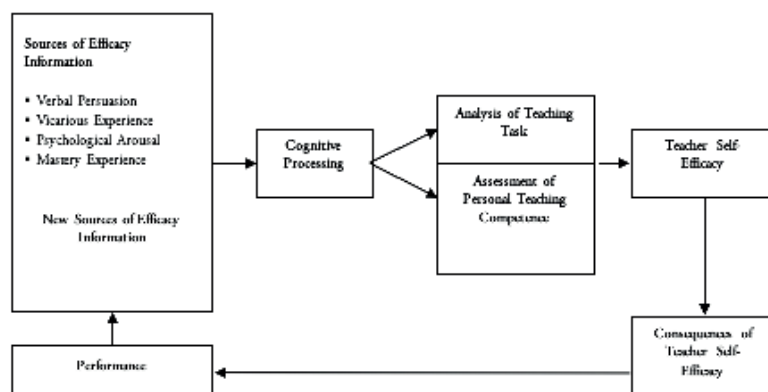 Sources of Efficacy
Information
▪ Verbal Persuasion
▪ Vicarious Experience
▪ Psychological Arousal
▪ Mastery Experience
New Sources of Efficacy
Information
Cognitive
Processing
Analysis of Teaching
Task
Assessment of
Personal Teaching
Competence
Teacher Self-
Efficacy
Consequences of
Teacher Self-
Efficacy
Performance